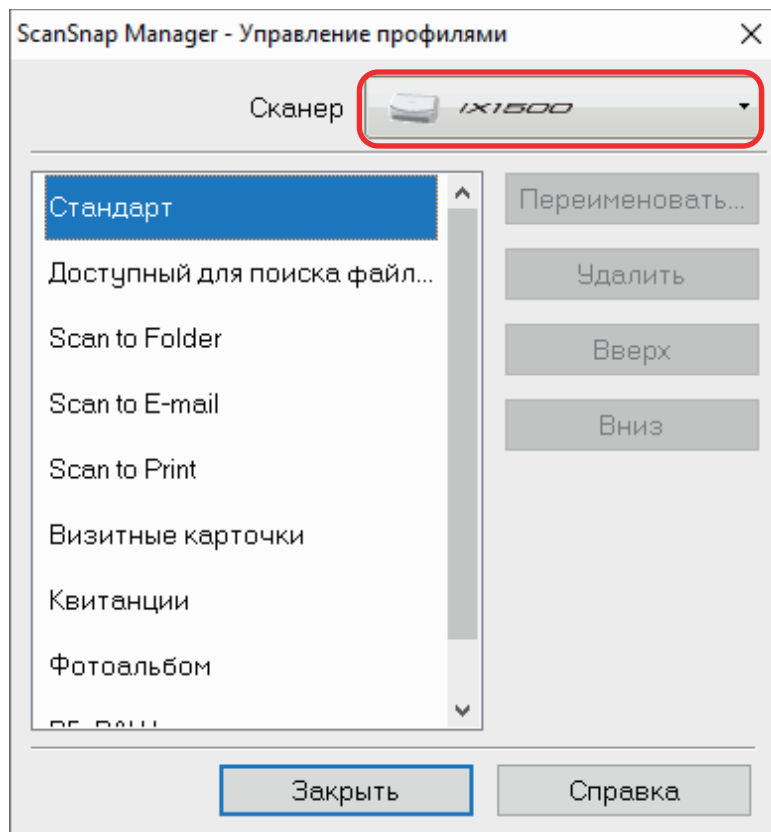 ScanSnap Manager - Управление профилями
Сканер iX1500
Стандарт
Переименовать...
Доступный для поиска файл...
Удалить
Scan to Folder
Вверх
Scan to E-mail
Вниз
Scan to Print
Визитные карточки
Квитанции
Фотоальбом
Закрыть
Справка